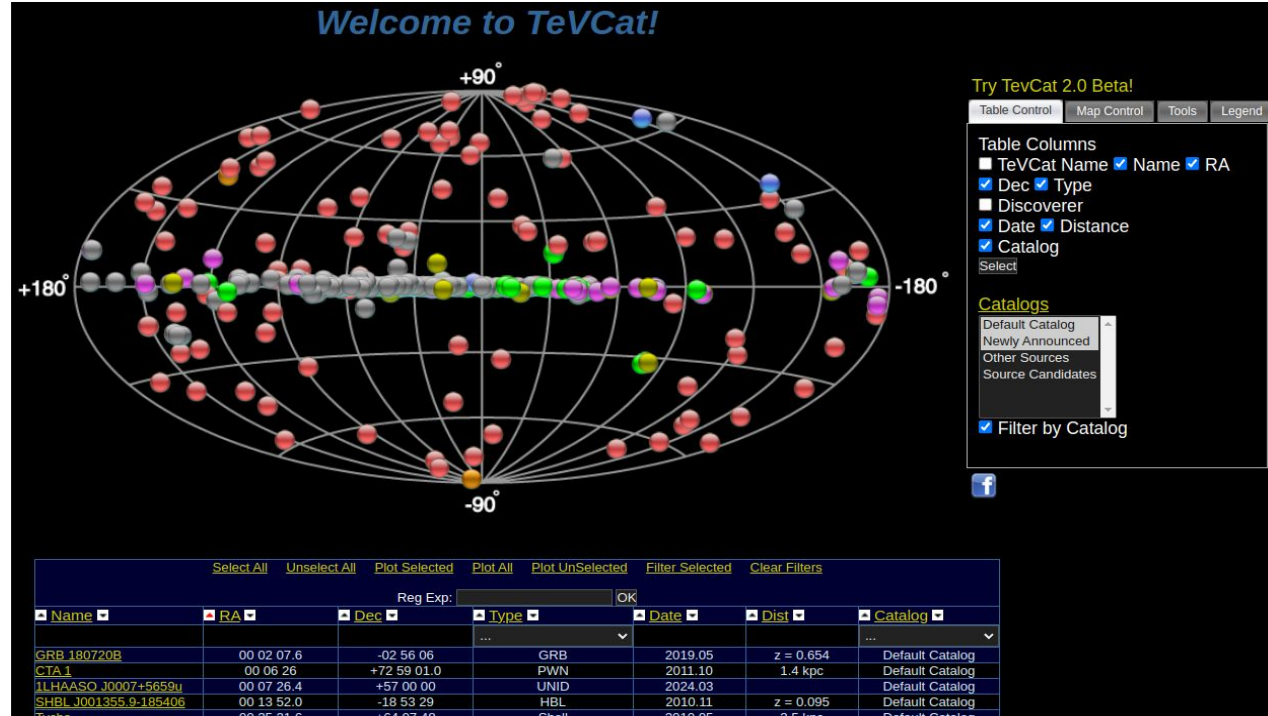 Welcome to TeVCat!
+90°
+180°
-180°
-90°
Try TevCat 2.0 Beta!
Table Control Map Control Tools Legend
Table Columns
TeVCat Name Name RA
Dec Type
Discoverer
Date Distance
Catalog
Select
Catalogs
Default Catalog
Newly Announced
Other Sources
Source Candidates
Filter by Catalog
f
Select All Unselect All Plot Selected Plot All Plot UnSelected Filter Selected Clear Filters
Reg Exp: OK
Name RA Dec Type Date Dist Catalog
... ...
GRB 180720B 00 02 07.6 -02 56 06 GRB 2019.05 z = 0.654 Default Catalog
CTA 1 00 06 26 +72 59 01.0 PWN 2011.10 1.4 kpc Default Catalog
1LHAASO J0007+5659u 00 07 26.4 +57 00 00 UNID 2024.03 Default Catalog
SHBL J001355.9-185406 00 13 52.0 -18 53 29 HBL 2010.11 z = 0.095 Default Catalog